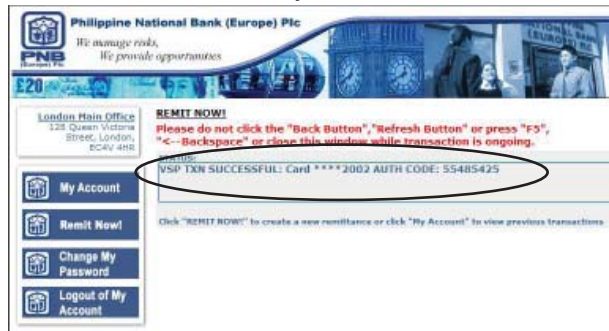 Philippine National Bank (Europe) Plc
We manage risks,
We provide opportunities
PNB
(Europe) Plc
£20
London Main Office
128 Queen Victoria
Street, London,
EC4V 4HR
My Account
Remit Now!
Change My
Password
Logout of My
Account
REMIT NOW!
Please do not click the "Back Button","Refresh Button" or press "F5",
"<--Backspace" or close this window while transaction is ongoing.
STATUS:
VSP TXN SUCCESSFUL: Card ****2002 AUTH CODE: 55485425
Click "REMIT NOW!" to create a new remittance or click "My Account" to view previous transactions